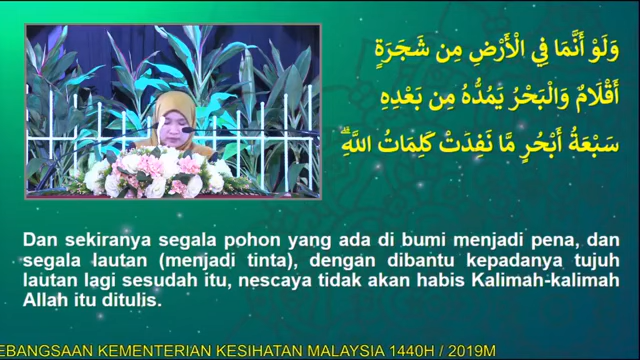 وَلَوْ أَنَّمَا فِي الْأَرْضِ مِن شَجَرَةٍ
أَقْلَامٌ وَالْبَحْرُ يَمُدُّهُ مِن بَعْدِهِ
سَبْعَةُ أَبْحُرٍ مَّا نَفِدَتْ كَلِمَاتُ اللَّهِ ۗ
Dan sekiranya segala pohon yang ada di bumi menjadi pena, dan
segala lautan (menjadi tinta), dengan dibantu kepadanya tujuh
lautan lagi sesudah itu, nescaya tidak akan habis Kalimah-kalimah
Allah itu ditulis.
EBANGSAAN KEMENTERIAN KESIHATAN MALAYSIA 1440H / 2019M